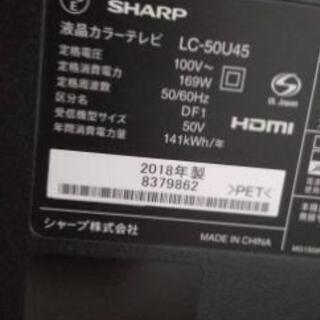 SHARP
液晶カラーテレビ LC-50U45
定格電圧 100V~
定格消費電力 169W
定格周波数 50/60Hz
区分名 DF1
受信機型サイズ 50V
年間消費電力量 141kWh/年
HDMI
2018年製
8379862
>PET<
シャープ株式会社
MADE IN CHINA